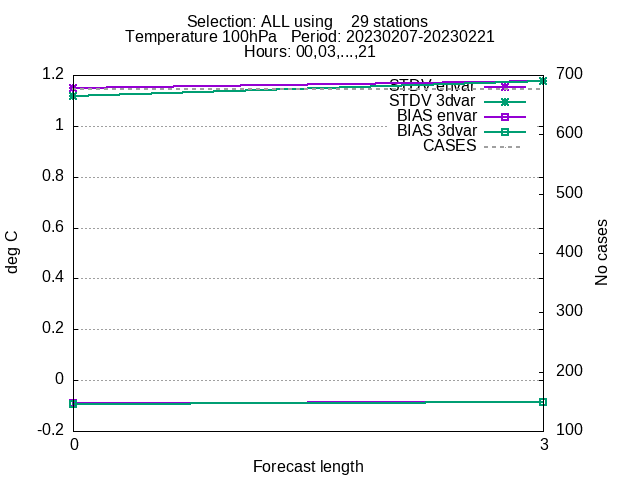 Selection: ALL using 29 stations
Temperature 100hPa Period: 20230207-20230221
Hours: 00,03,...,21
1.2
1
0.8
0.6
0.4
0.2
0
-0.2
deg C
700
600
500
400
300
200
100
No cases
STDV envar
STDV 3dvar
BIAS envar
BIAS 3dvar
CASES
0
3
Forecast length